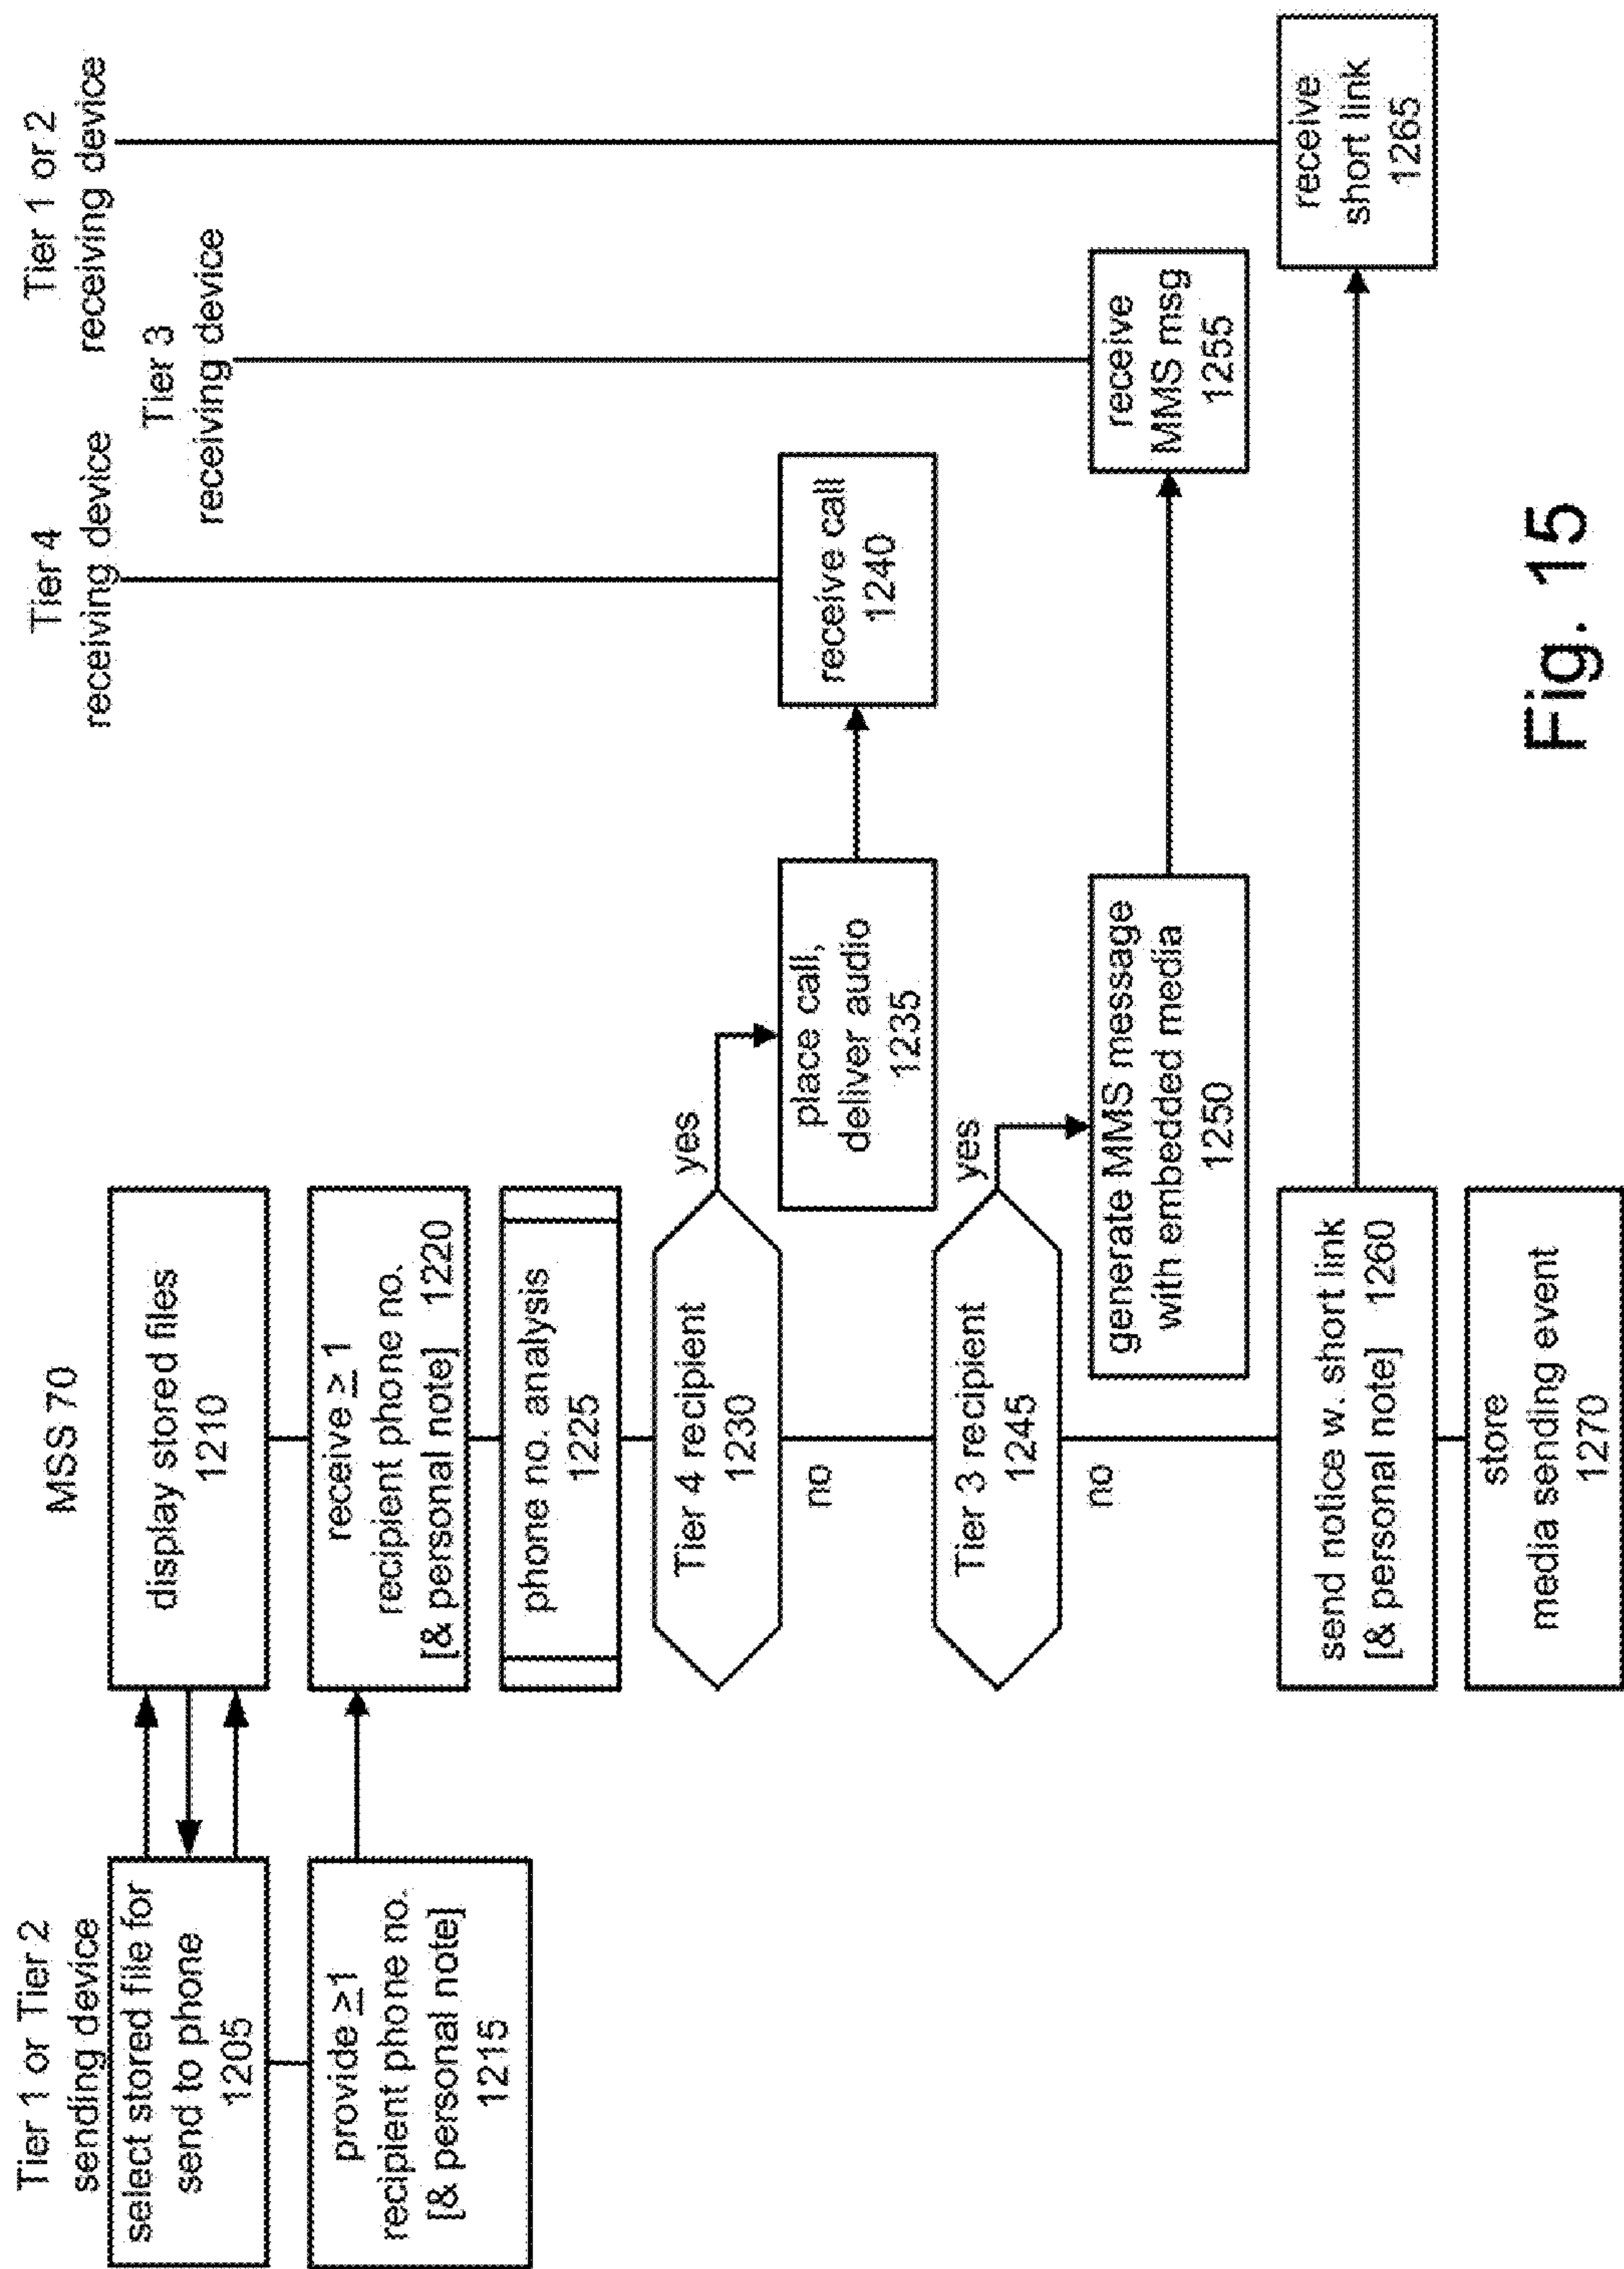 Tier 1 or Tier 2
sending device
select stored file for
send to phone
1205
provide ≥1
recipient phone no.
[& personal note]
1215
MSS 70
display stored files
1210
receive ≥ 1
recipient phone no.
[& personal note] 1220
phone no. analysis
1225
Tier 4 recipient
1230
yes
no
place call,
deliver audio
1235
Tier 3 recipient
1245
yes
no
generate MMS message
with embedded media
1250
send notice w. short link
[& personal note] 1260
store
media sending event
1270
Tier 4
receiving device
receive call
1240
Tier 3
receiving device
receive
MMS msg
1255
Tier 1 or 2
receiving device
receive
short link
1265
Fig. 15